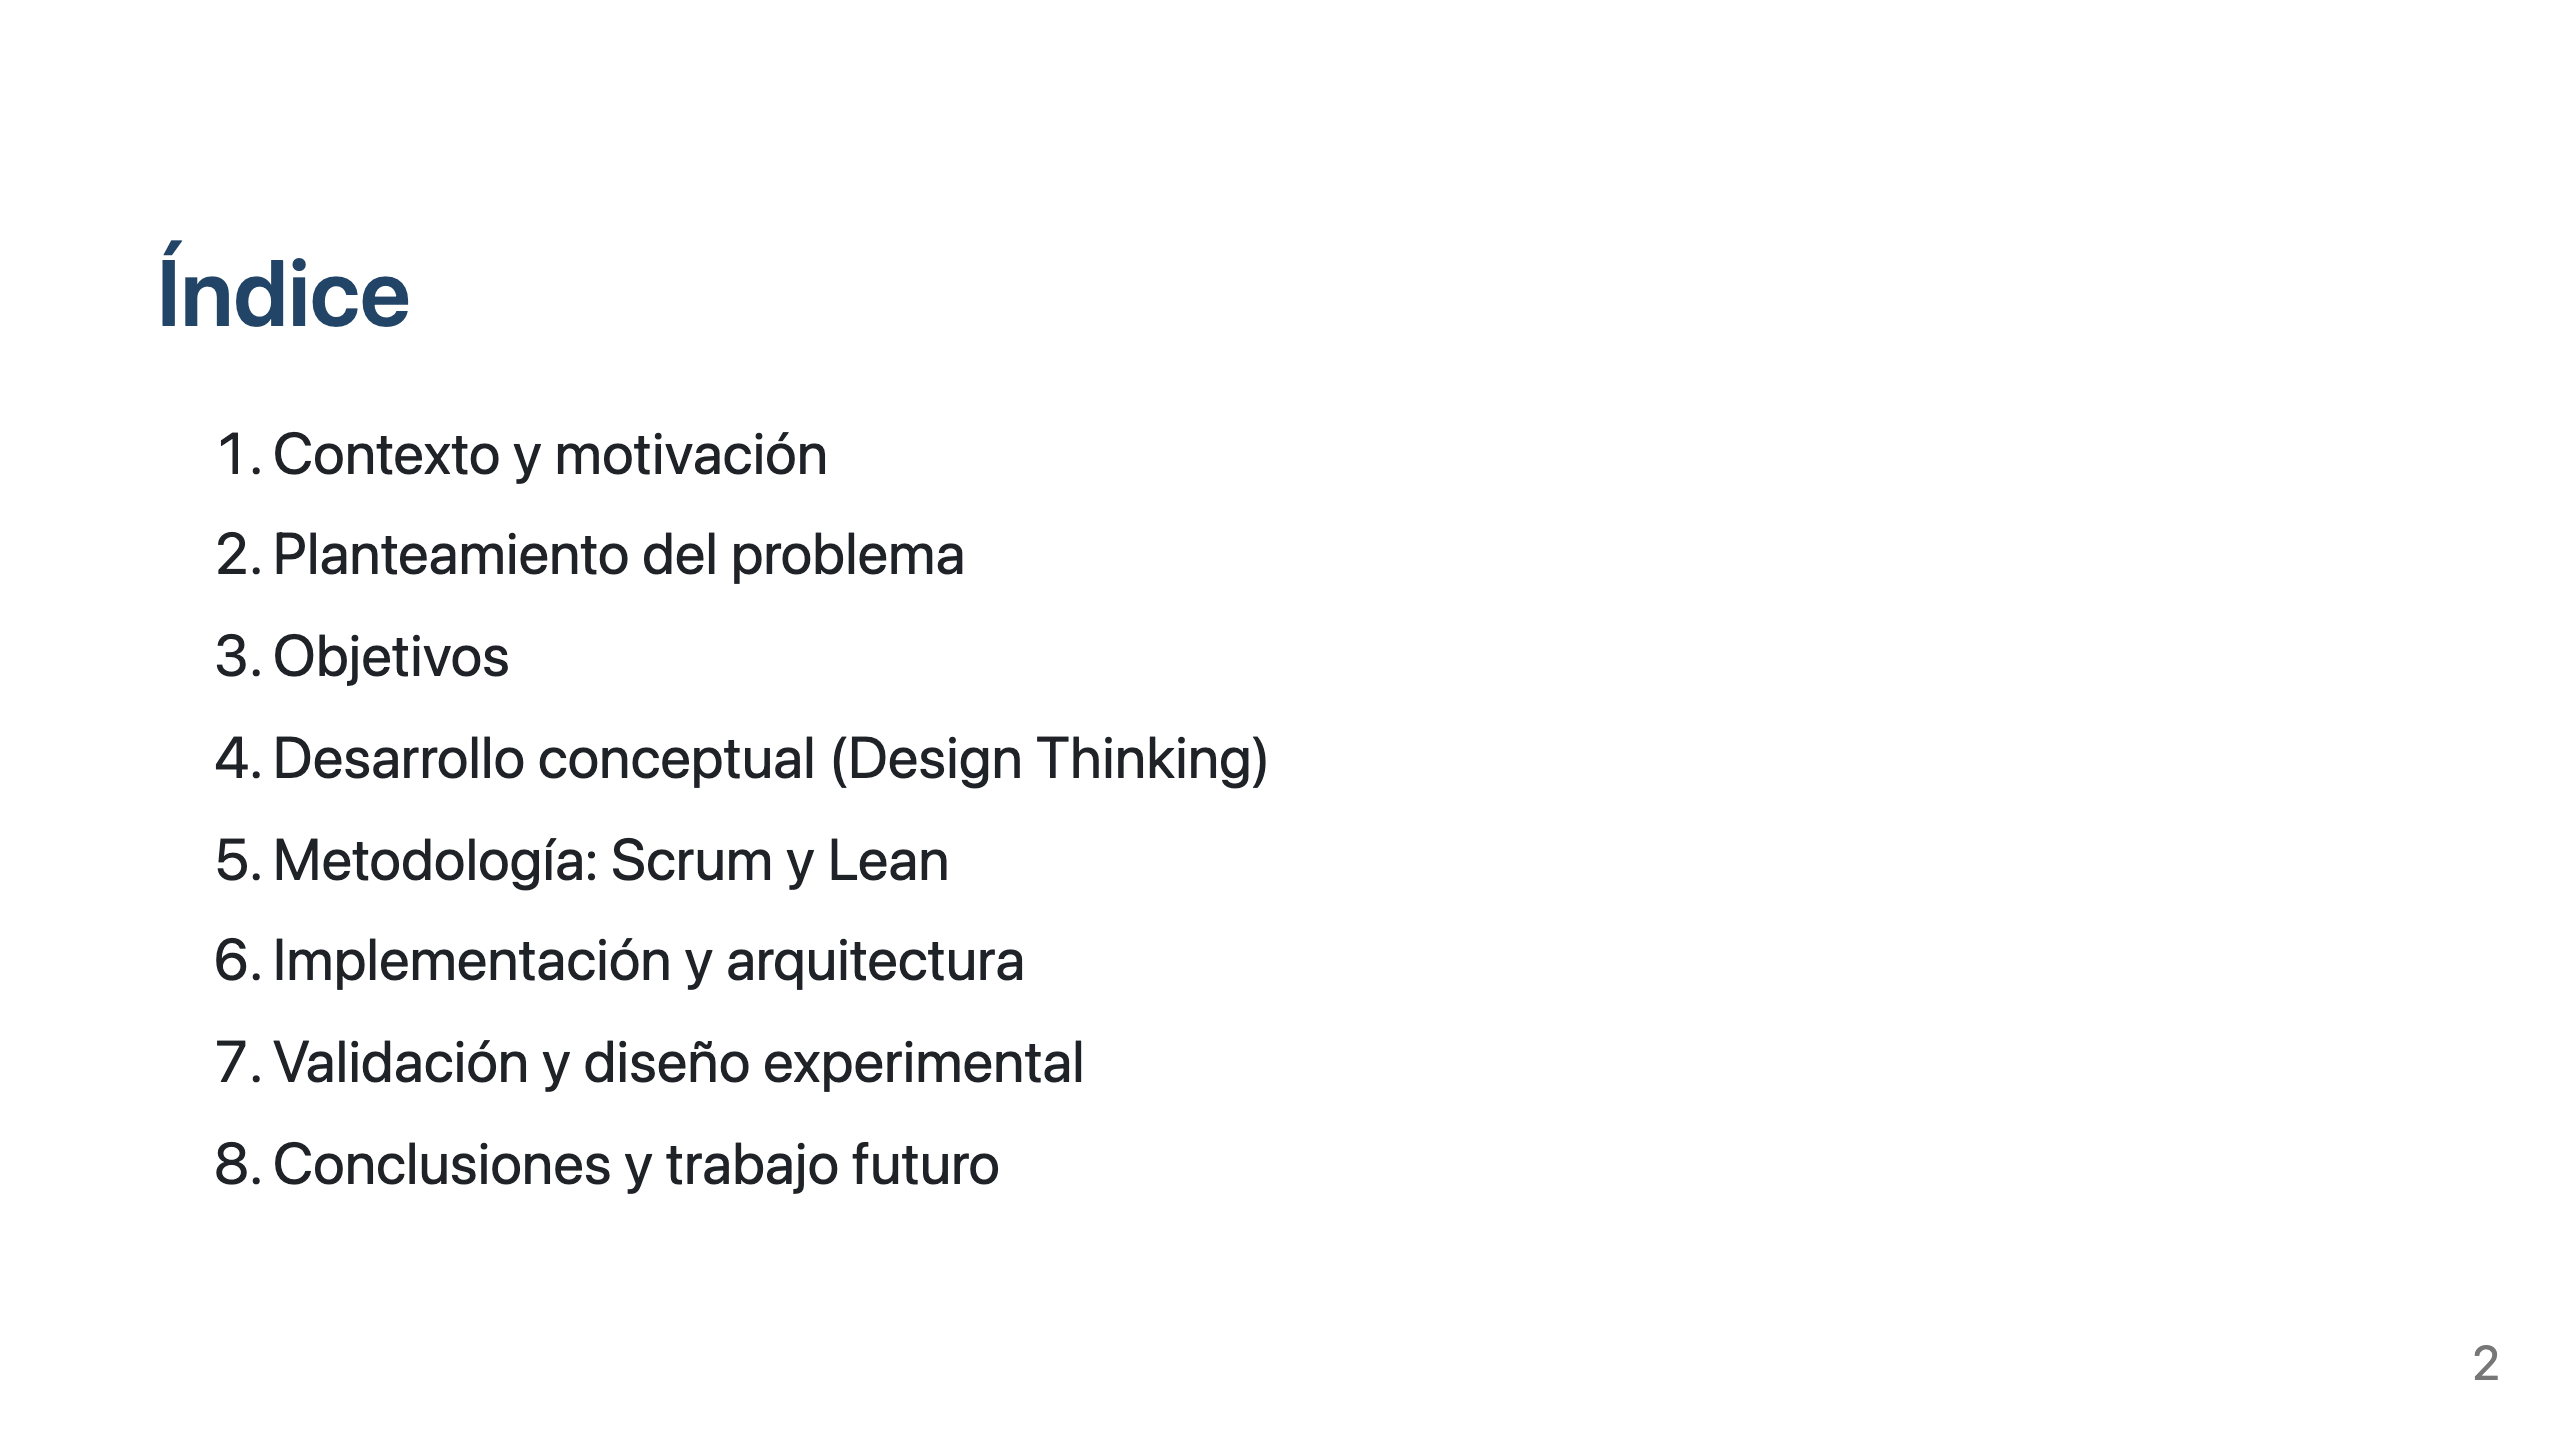 Índice
1. Contexto y motivación
2. Planteamiento del problema
3. Objetivos
4. Desarrollo conceptual (Design Thinking)
5. Metodología: Scrum y Lean
6. Implementación y arquitectura
7. Validación y diseño experimental
8. Conclusiones y trabajo futuro
2